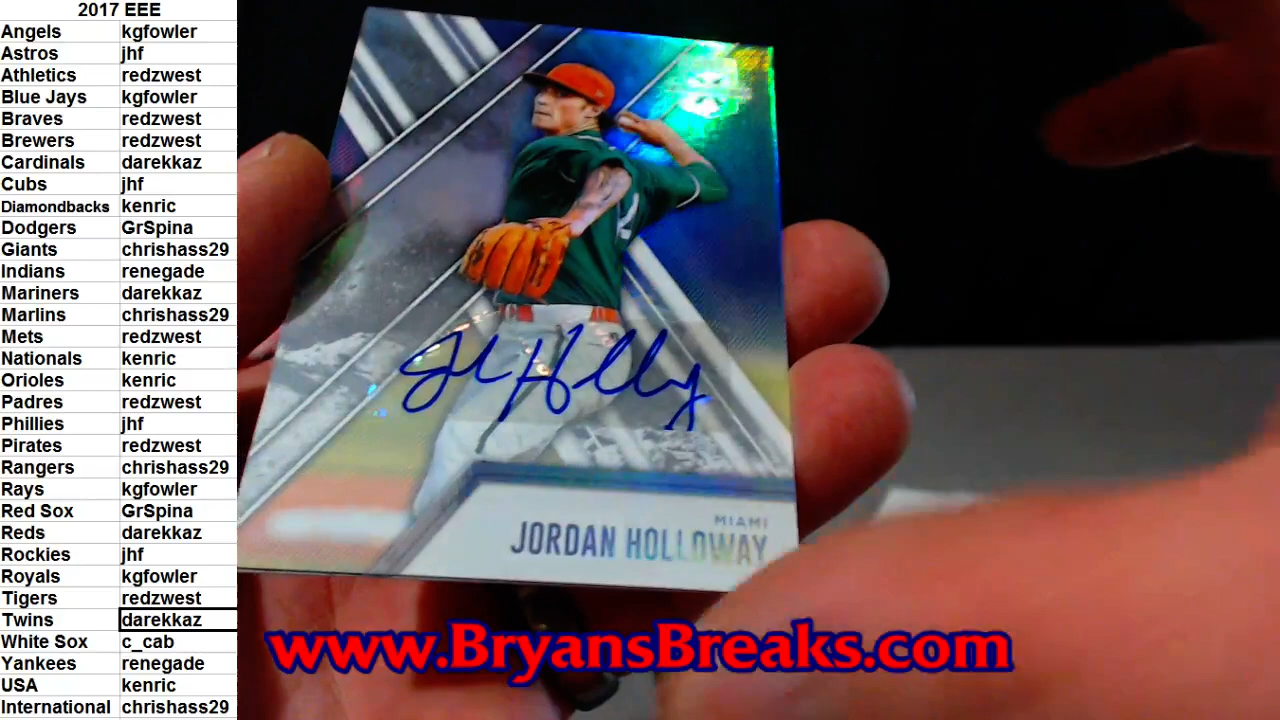 2017 EEE
Angels kgfowler
Astros jhf
Athletics redzwest
Blue Jays kgfowler
Braves redzwest
Brewers redzwest
Cardinals darekkaz
Cubs jhf
Diamondbacks kenric
Dodgers GrSpina
Giants chrishass29
Indians renegade
Mariners darekkaz
Marlins chrishass29
Mets redzwest
Nationals kenric
Orioles kenric
Padres redzwest
Phillies jhf
Pirates redzwest
Rangers chrishass29
Rays kgfowler
Red Sox GrSpina
Reds darekkaz
Rockies jhf
Royals kgfowler
Tigers redzwest
Twins darekkaz
White Sox c_cab
Yankees renegade
USA kenric
International chrishass29
MIAMI
JORDAN HOLLOWAY
www.BryansBreaks.com